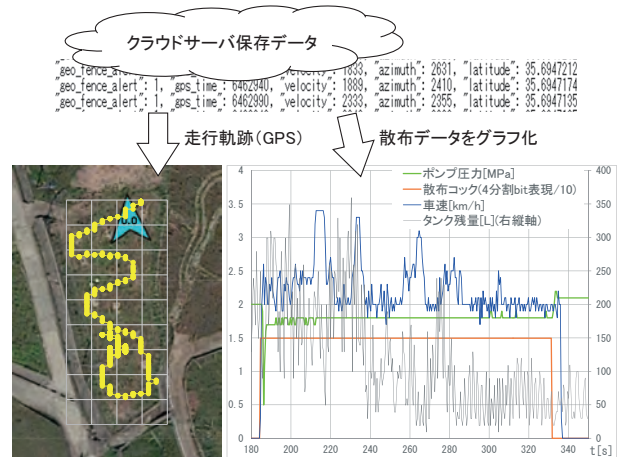 クラウドサーバ保存データ
"geo_fence_alert": 1, "gps_time": 6462940, "velocity": 1889, "azimuth": 2410, "latitude": 35.6947174
"geo_fence_alert": 1, "gps_time": 6462990, "velocity": 2333, "azimuth": 2355, "latitude": 35.6947135
走行軌跡(GPS)
散布データをグラフ化
ポンプ圧力[MPa]
散布コック(4分割bit表現/10)
車速[km/h]
タンク残量[L](右縦軸)
4
3.5
3
2.5
2
1.5
1
0.5
0
400
350
300
250
200
150
100
50
0
180 200 220 240 260 280 300 320 340
t[s]